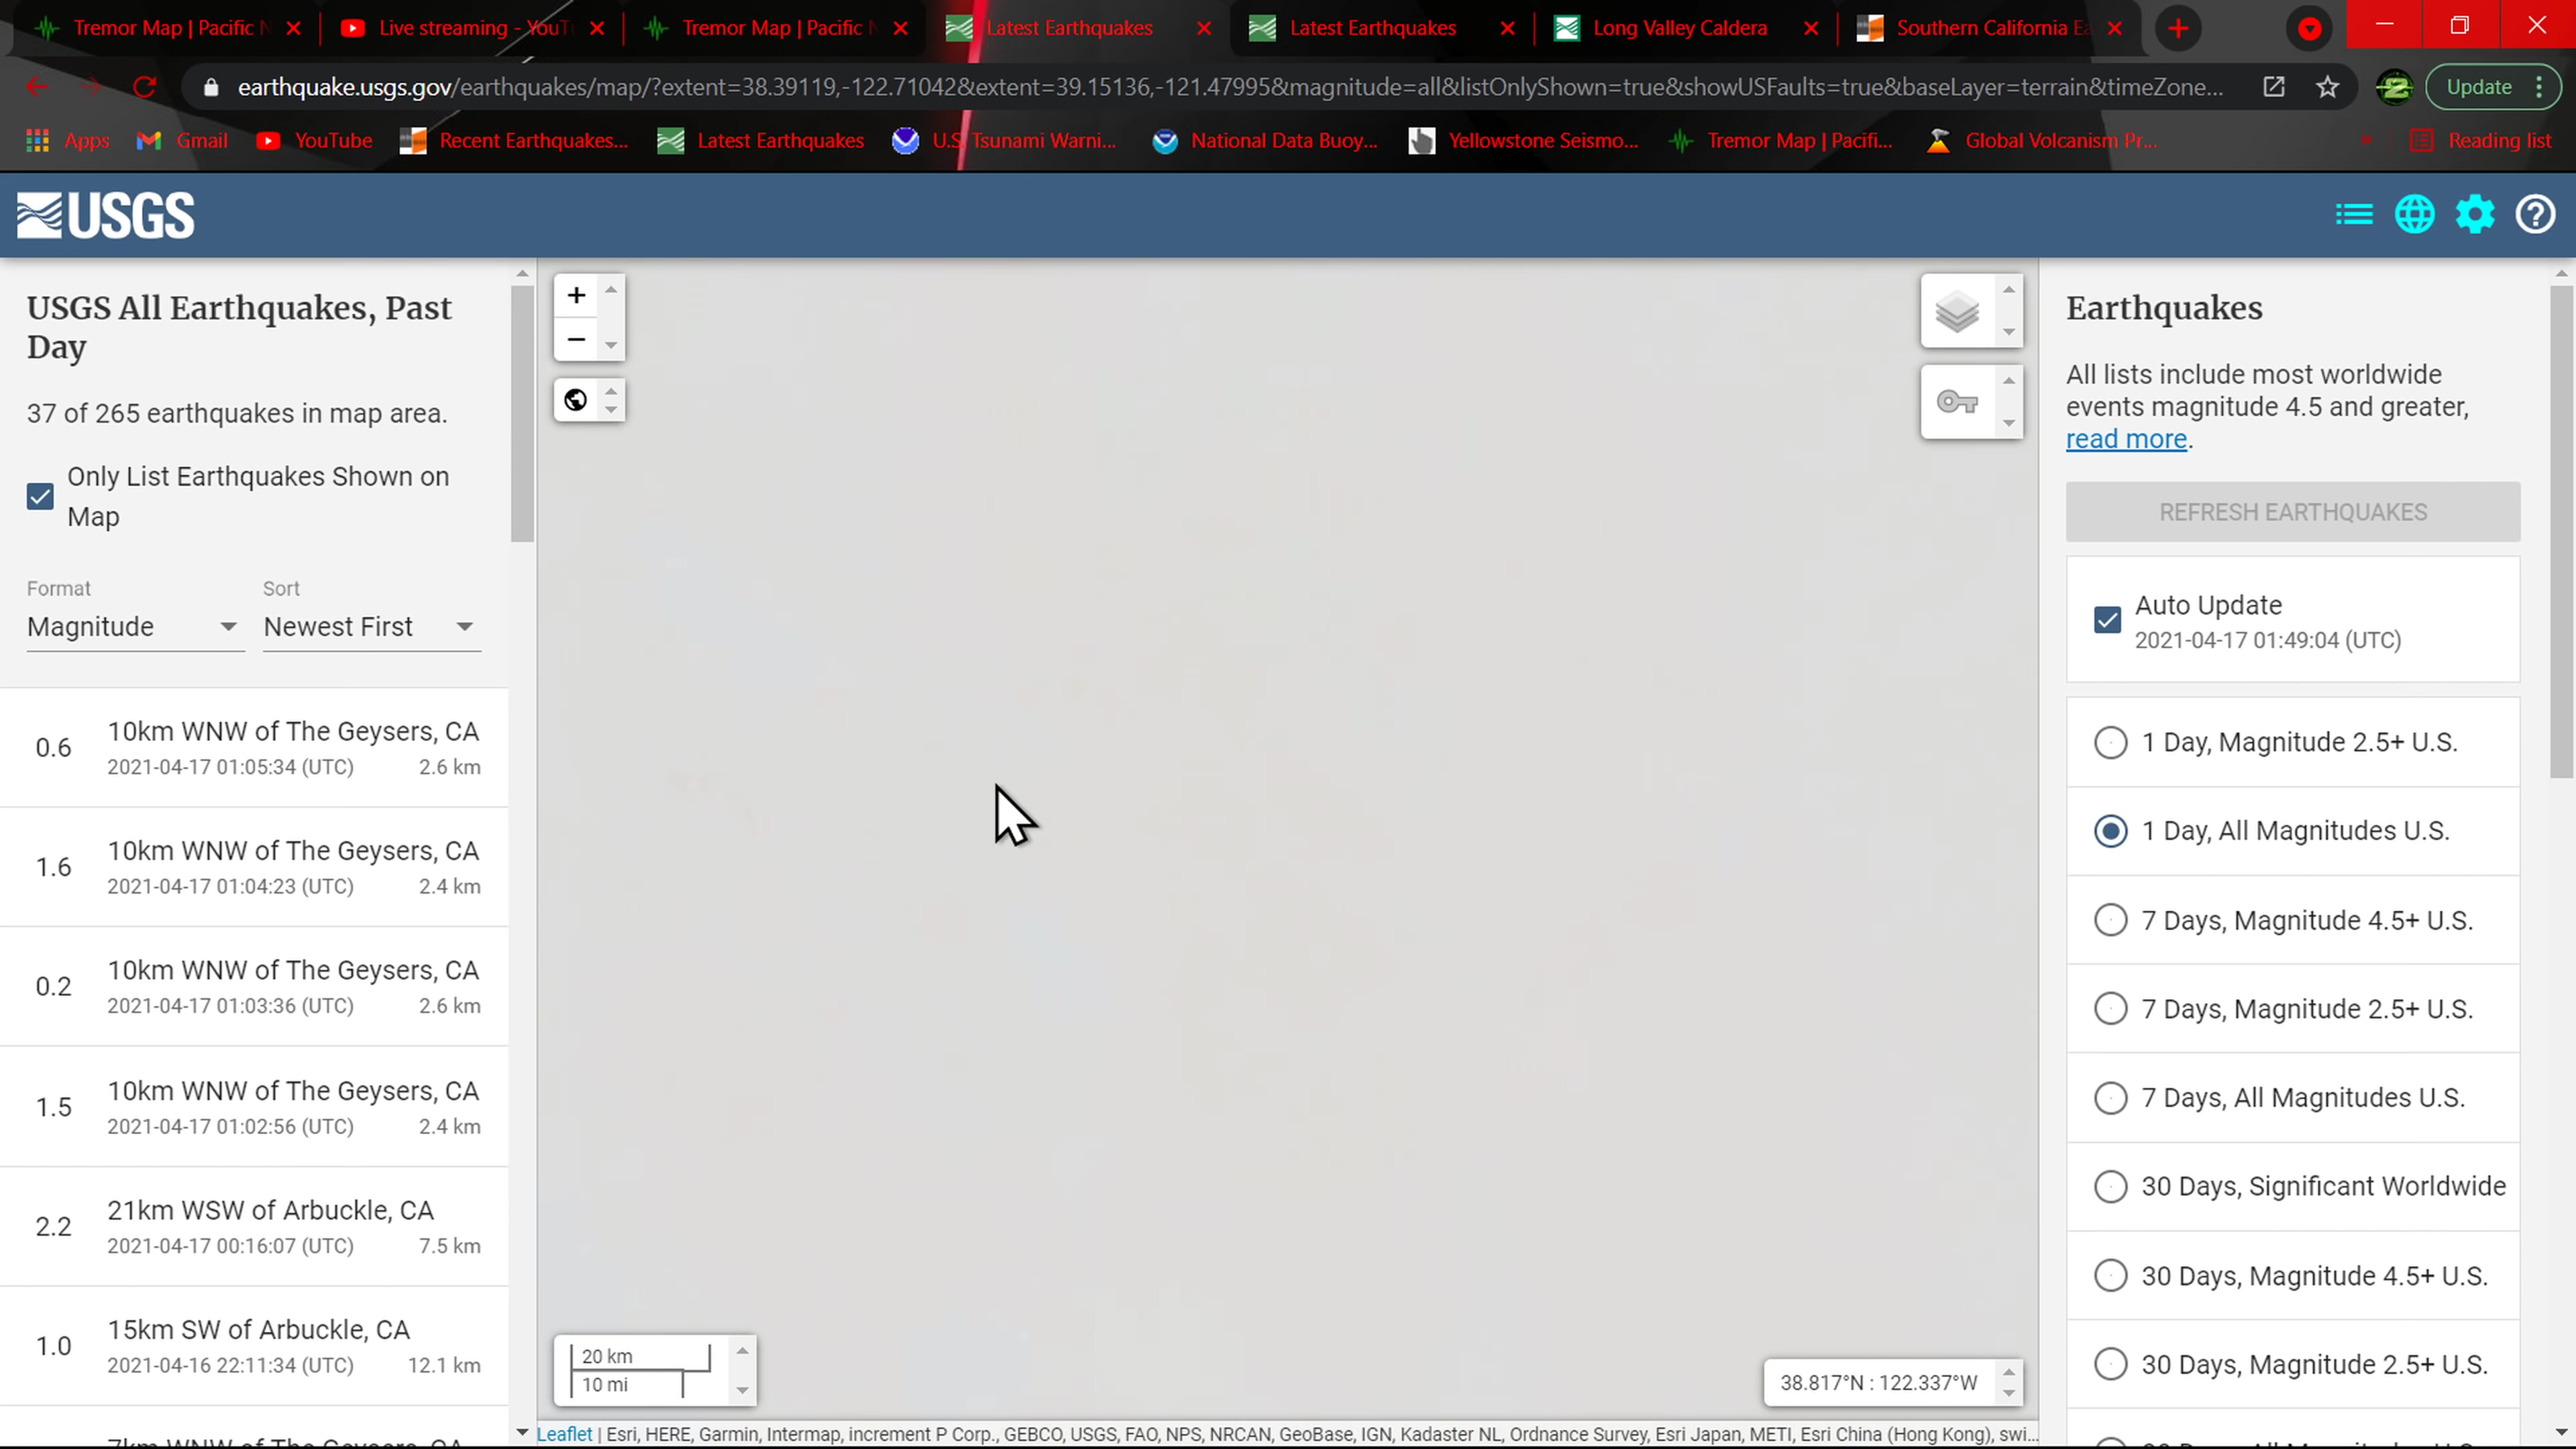 Tremor Map | Pacific N
Live streaming - YouTu
Tremor Map | Pacific N
Latest Earthquakes
Latest Earthquakes
Long Valley Caldera
Southern California Ea
earthquake.usgs.gov/earthquakes/map/?extent=38.39119,-122.71042&extent=39.15136,-121.47995&magnitude=all&listOnlyShown=true&showUSFaults=true&baseLayer=terrain&timeZone...
Update
Apps
Gmail
YouTube
Recent Earthquakes...
Latest Earthquakes
U.S. Tsunami Warni...
National Data Buoy...
Yellowstone Seismo...
Tremor Map | Pacifi...
Global Volcanism Pr...
Reading list
USGS
USGS All Earthquakes, Past
Day
37 of 265 earthquakes in map area.
Only List Earthquakes Shown on
Map
Format
Sort
Magnitude
Newest First
0.6
10km WNW of The Geysers, CA
2021-04-17 01:05:34 (UTC) 2.6 km
1.6
10km WNW of The Geysers, CA
2021-04-17 01:04:23 (UTC) 2.4 km
0.2
10km WNW of The Geysers, CA
2021-04-17 01:03:36 (UTC) 2.6 km
1.5
10km WNW of The Geysers, CA
2021-04-17 01:02:56 (UTC) 2.4 km
2.2
21km WSW of Arbuckle, CA
2021-04-17 00:16:07 (UTC) 7.5 km
1.0
15km SW of Arbuckle, CA
2021-04-16 22:11:34 (UTC) 12.1 km
7km WNW of The Geysers, CA
20 km
10 mi
38.817°N : 122.337°W
Leaflet | Esri, HERE, Garmin, Intermap, increment P Corp., GEBCO, USGS, FAO, NPS, NRCAN, GeoBase, IGN, Kadaster NL, Ordnance Survey, Esri Japan, METI, Esri China (Hong Kong), swi...
Earthquakes
All lists include most worldwide
events magnitude 4.5 and greater,
read more.
REFRESH EARTHQUAKES
Auto Update
2021-04-17 01:49:04 (UTC)
1 Day, Magnitude 2.5+ U.S.
1 Day, All Magnitudes U.S.
7 Days, Magnitude 4.5+ U.S.
7 Days, Magnitude 2.5+ U.S.
7 Days, All Magnitudes U.S.
30 Days, Significant Worldwide
30 Days, Magnitude 4.5+ U.S.
30 Days, Magnitude 2.5+ U.S.